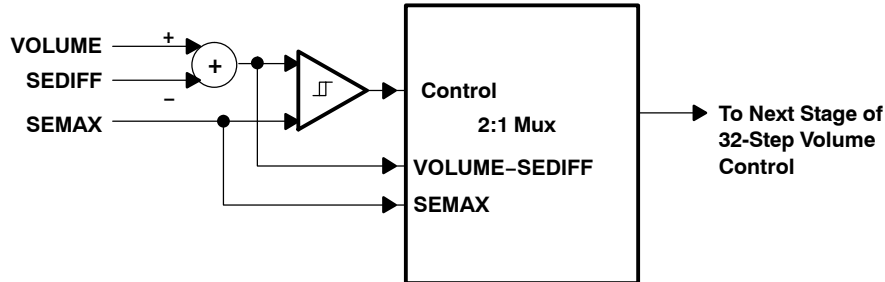 VOLUME
+
SEDIFF
−
+
SEMAX
Control
2:1 Mux
VOLUME−SEDIFF
SEMAX
To Next Stage of
32-Step Volume
Control